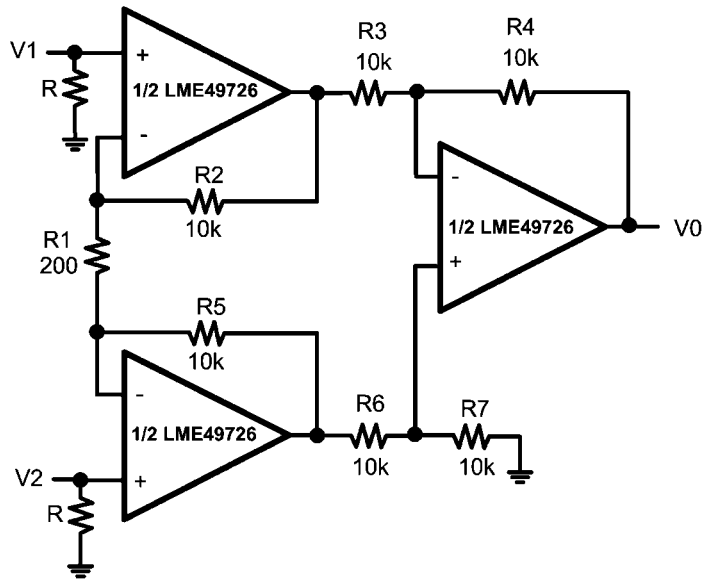 V1
R
+
1/2 LME49726
-
R3
10k
R4
10k
R2
10k
-
1/2 LME49726
+
V0
R1
200
R5
10k
-
1/2 LME49726
+
R6
10k
R7
10k
V2
R